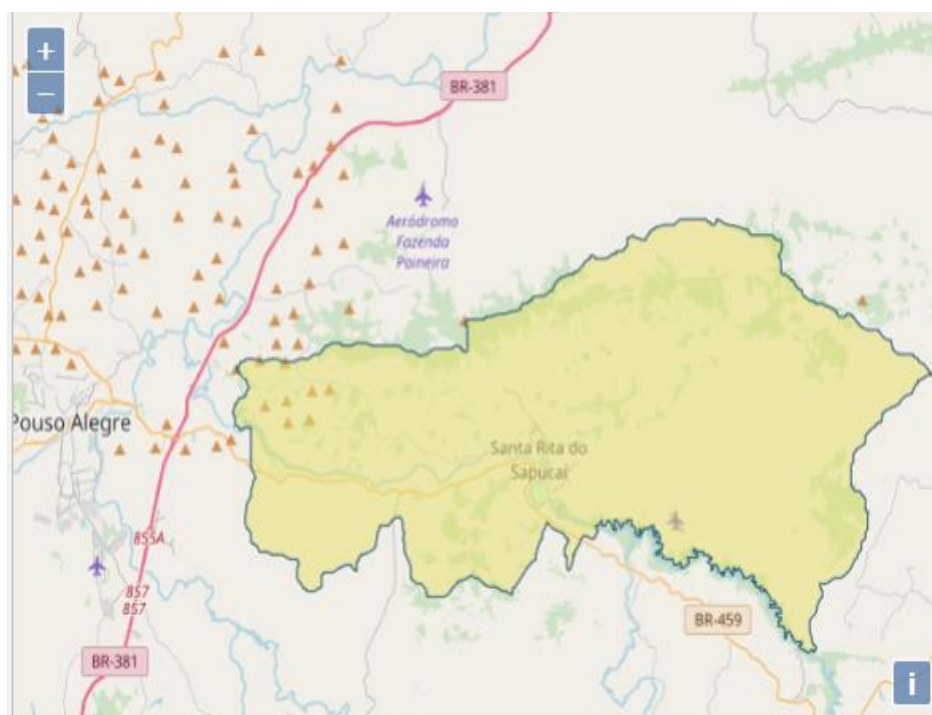 +
−
BR-381
Aeródromo
Fazenda
Paineira
Pouso Alegre
Santa Rita do
Sapucaí
855A
857
857
BR-459
BR-381
i